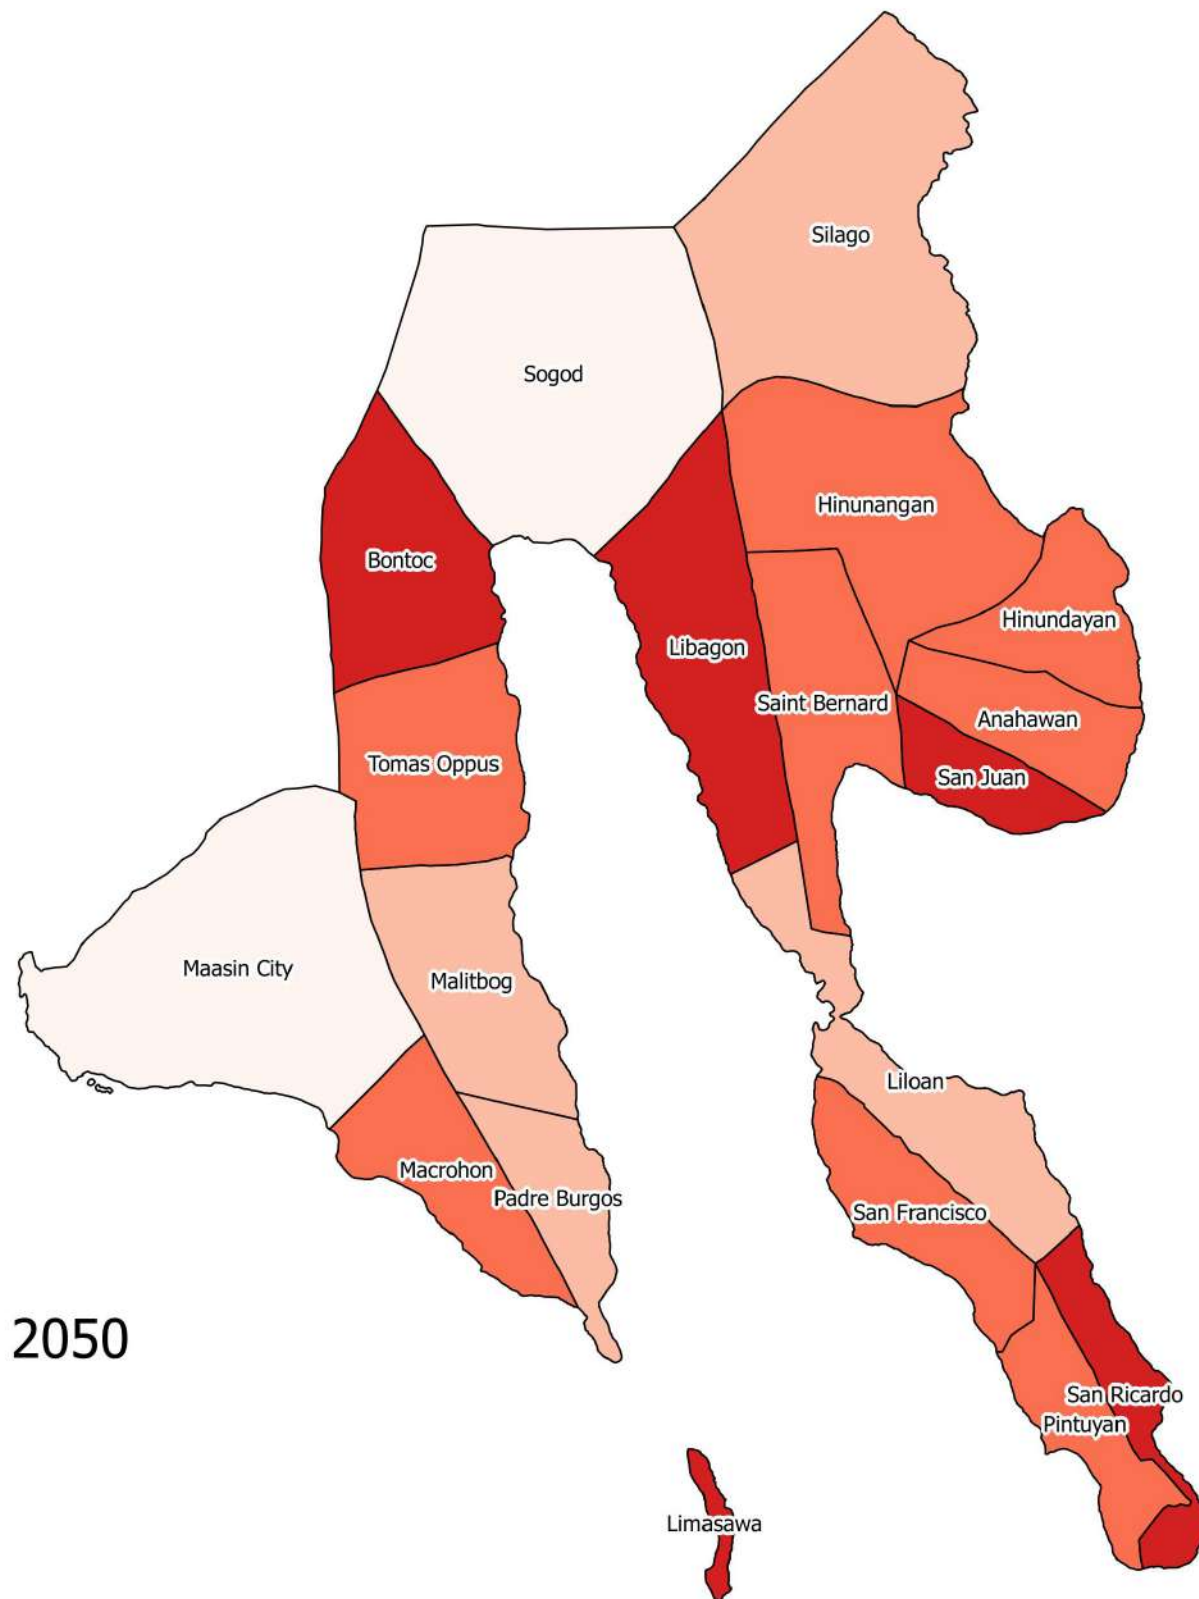 Silago
Sogod
Hinunangan
Bontoc
Hinundayan
Libagon
Saint Bernard
Anahawan
Tomas Oppus
San Juan
Maasin City
Malitbog
Liloan
Macrohon
Padre Burgos
San Francisco
2050
San Ricardo
Pintuyan
Limasawa